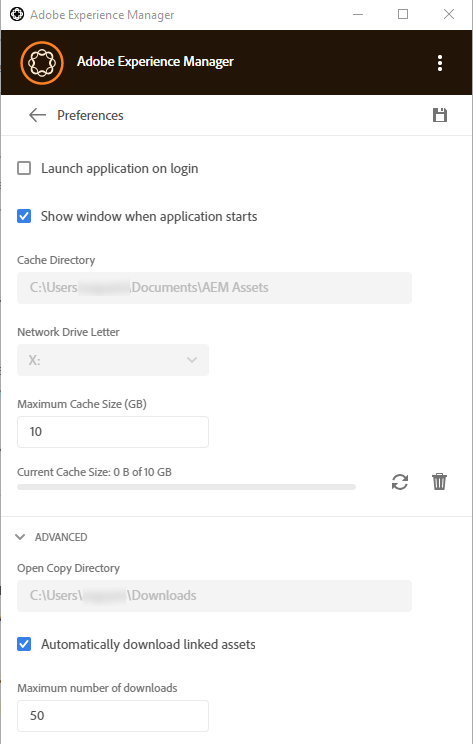 Adobe Experience Manager
Adobe Experience Manager
Preferences
Launch application on login
Show window when application starts
Cache Directory
C:\Users Documents\AEM Assets
Network Drive Letter
X:
Maximum Cache Size (GB)
10
Current Cache Size: 0 B of 10 GB
ADVANCED
Open Copy Directory
C:\Users\ \Downloads
Automatically download linked assets
Maximum number of downloads
50